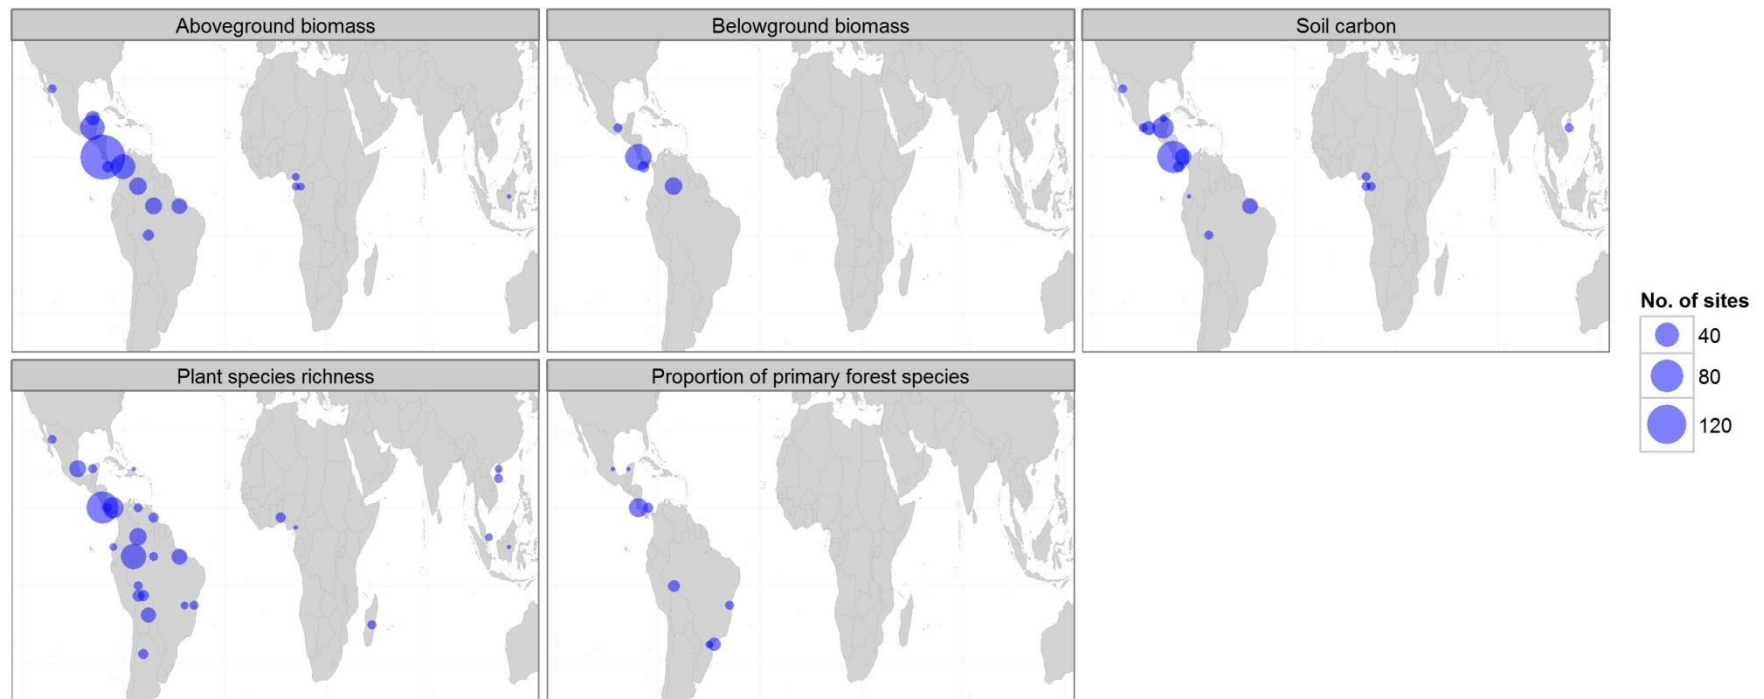 Aboveground biomass
Belowground biomass
Soil carbon
Plant species richness
Proportion of primary forest species
No. of sites
40
80
120